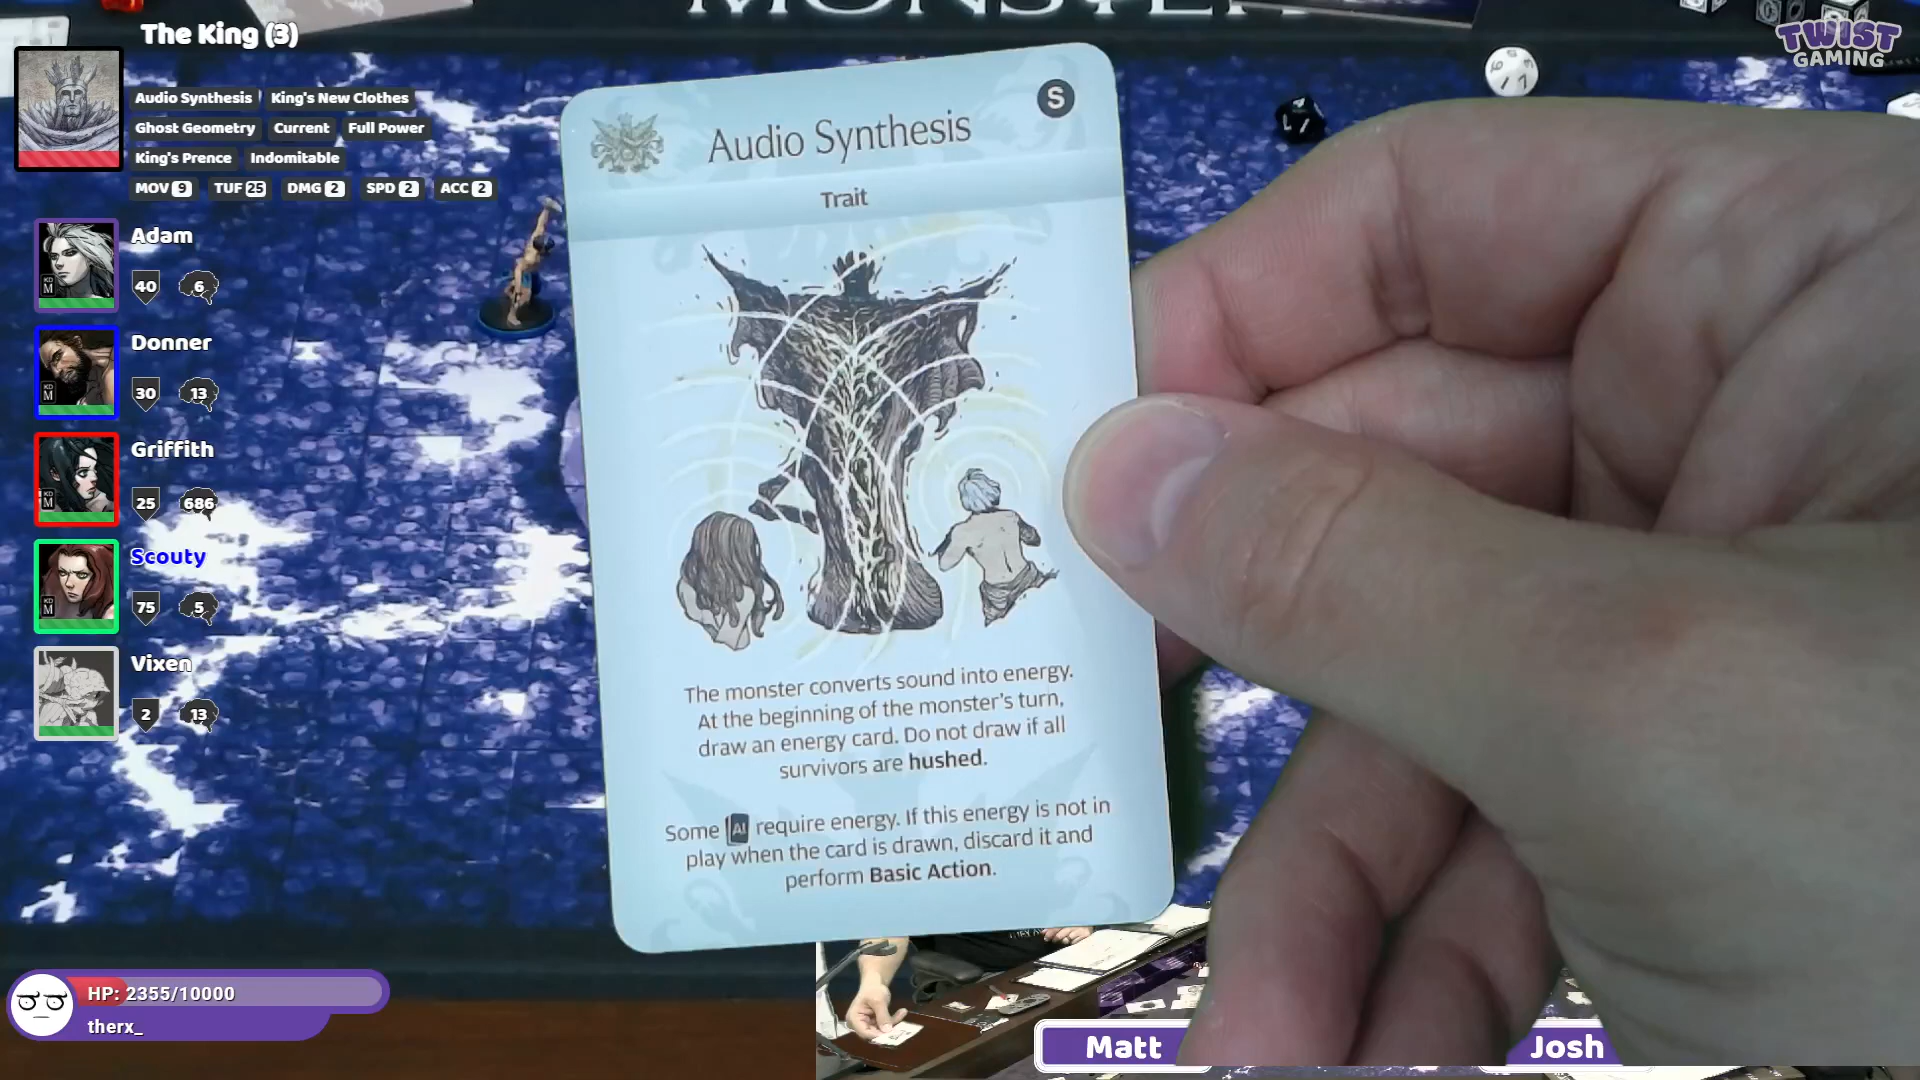 MONSTER
The King (3)
Audio Synthesis King's New Clothes
Ghost Geometry Current Full Power
King's Prence Indomitable
MOV 9 TUF 25 DMG 2 SPD 2 ACC 2
Adam
40 6
Donner
30 13
Griffith
25 686
Scouty
75 5
Vixen
2 13
HP: 2355/10000
therx_
TWIST
GAMING
S
Audio Synthesis
Trait
The monster converts sound into energy.
At the beginning of the monster's turn,
draw an energy card. Do not draw if all
survivors are hushed.
Some AI require energy. If this energy is not in
play when the card is drawn, discard it and
perform Basic Action.
Matt
Josh